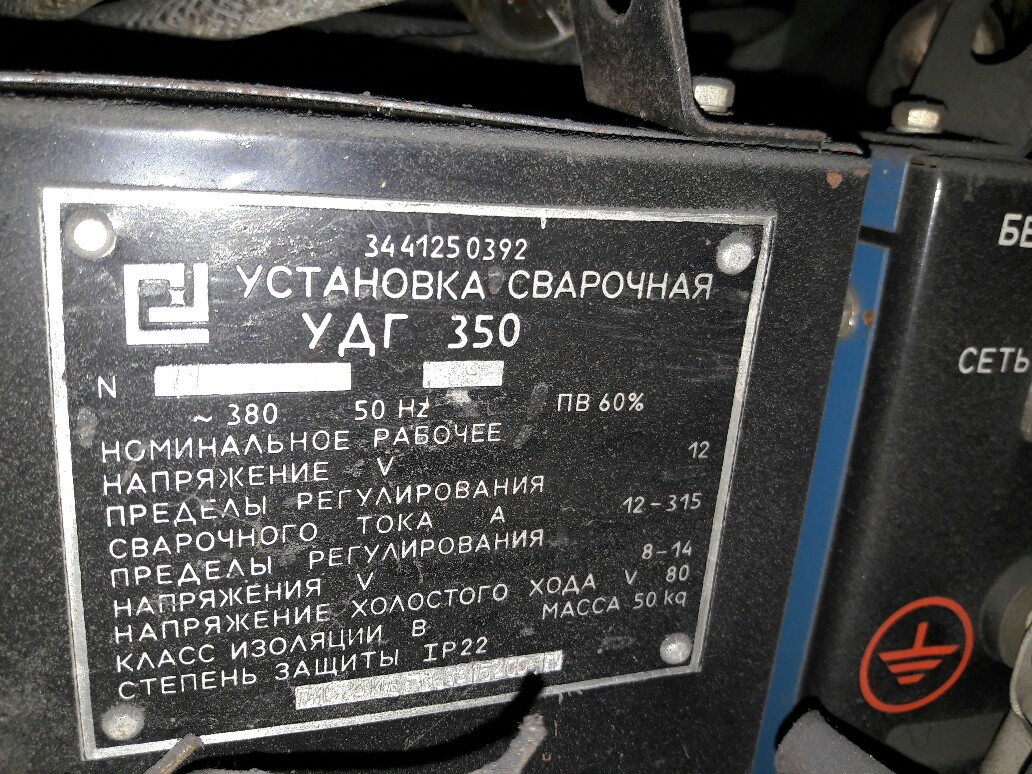 3441250392
УСТАНОВКА СВАРОЧНАЯ
УДГ 350
N
~ 380 50 Hz ПВ 60%
НОМИНАЛЬНОЕ РАБОЧЕЕ
НАПРЯЖЕНИЕ V 12
ПРЕДЕЛЫ РЕГУЛИРОВАНИЯ
СВАРОЧНОГО ТОКА A 12-315
ПРЕДЕЛЫ РЕГУЛИРОВАНИЯ
НАПРЯЖЕНИЯ V 8-14
НАПРЯЖЕНИЕ ХОЛОСТОГО ХОДА V 80
КЛАСС ИЗОЛЯЦИИ B МАССА 50 kg
СТЕПЕНЬ ЗАЩИТЫ IP22
БЕ
СЕТЬ